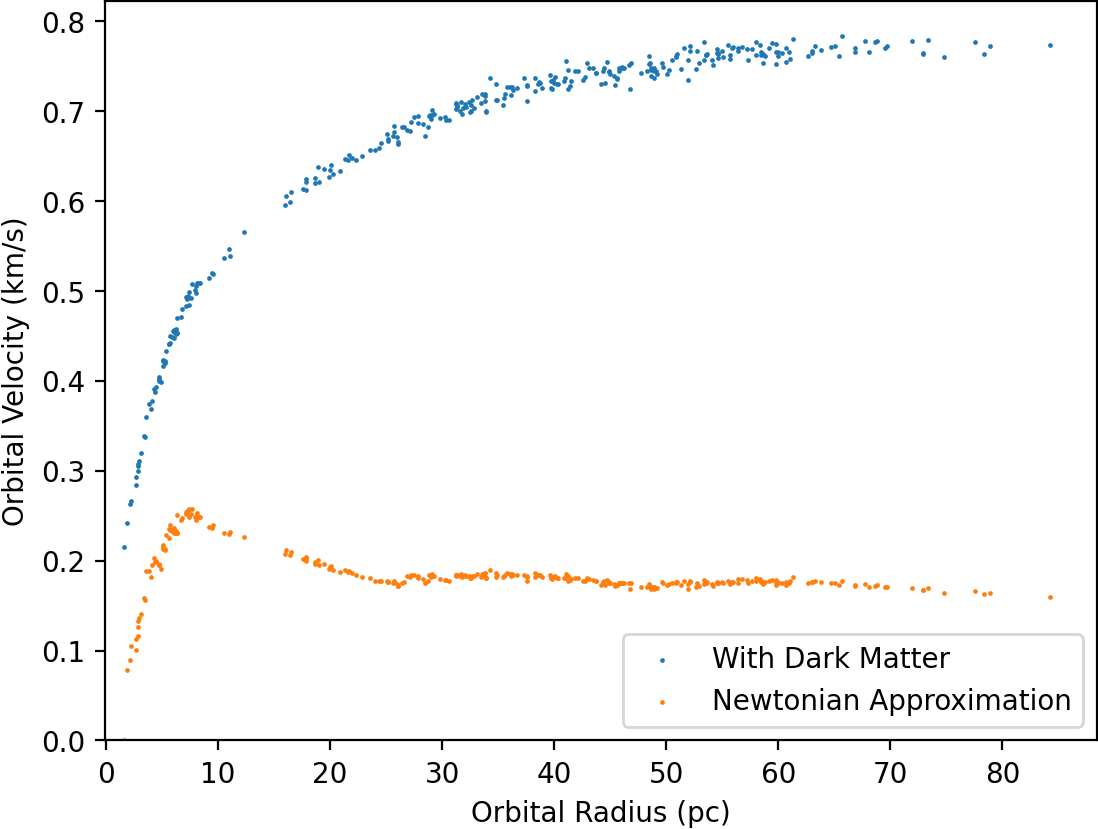 0.8
0.7
0.6
0.5
0.4
0.3
0.2
0.1
0.0
Orbital Velocity (km/s)
With Dark Matter
Newtonian Approximation
0 10 20 30 40 50 60 70 80
Orbital Radius (pc)